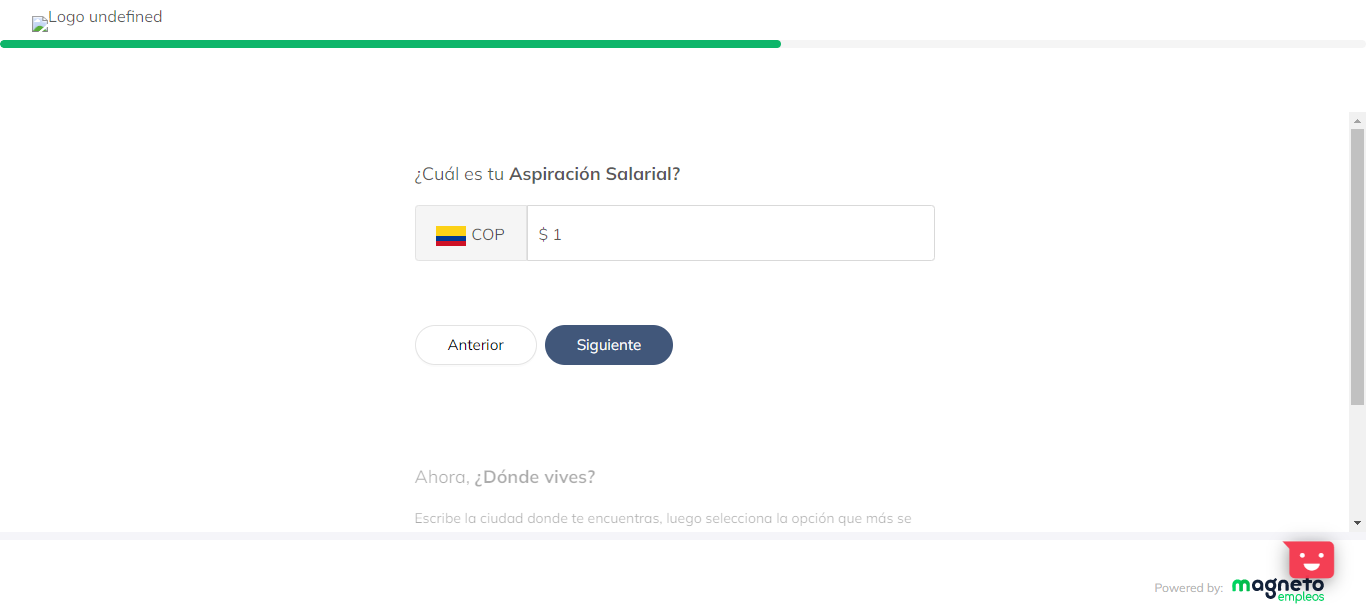 Logo undefined
¿Cuál es tu Aspiración Salarial?
COP
$ 1
Anterior
Siguiente
Ahora, ¿Dónde vives?
Escribe la ciudad donde te encuentras, luego selecciona la opción que más se
Powered by:
magneto
empleos